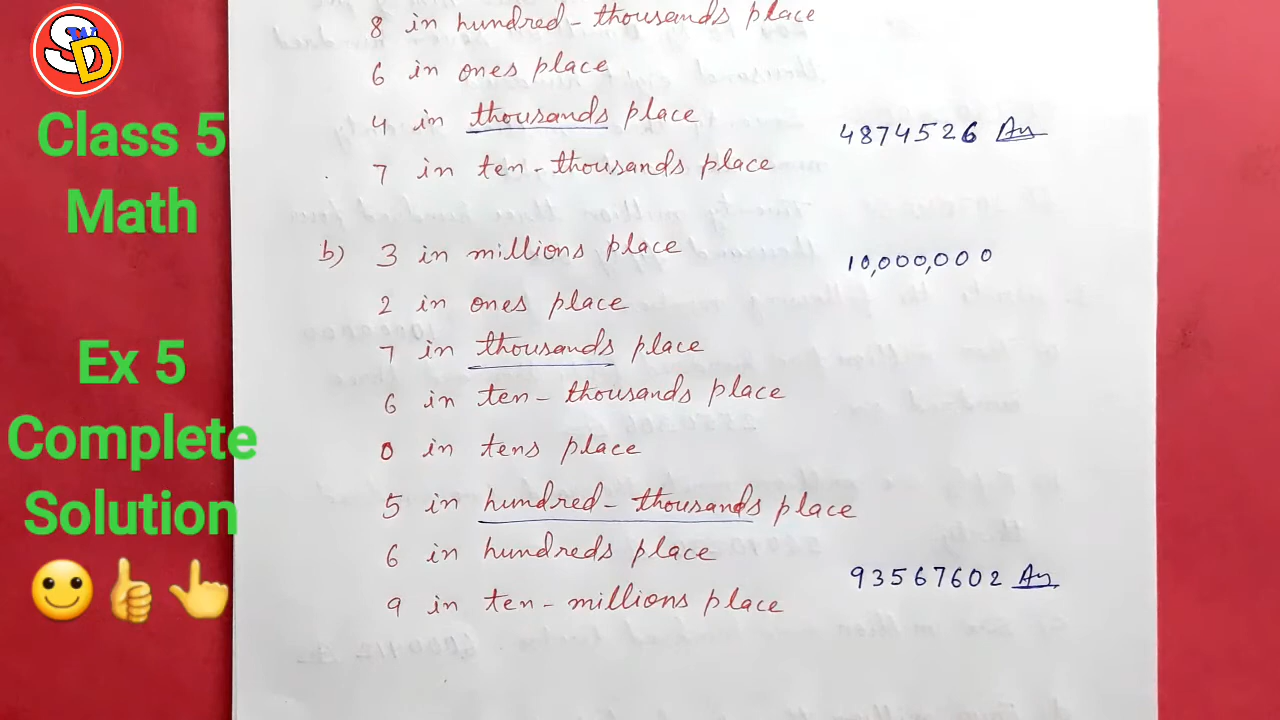 SWD
Class 5
Math
Ex 5
Complete
Solution
8 in hundred-thousands place
6 in ones place
4 in thousands place
7 in ten-thousands place
4874526 Ans
b) 3 in millions place
10,000,000
2 in ones place
7 in thousands place
6 in ten-thousands place
0 in tens place
5 in hundred-thousands place
6 in hundreds place
9 in ten-millions place
93567602 Ans